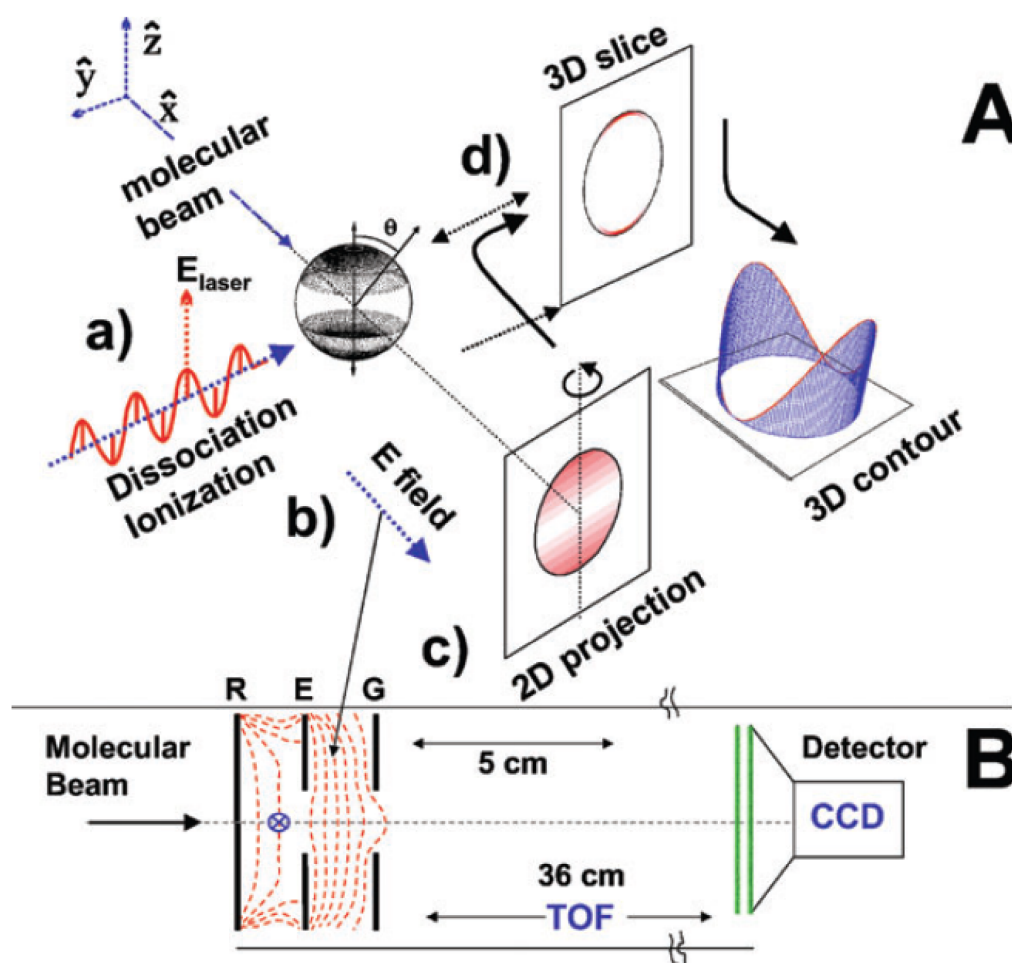 ẑ
ŷ
x̂
A
3D slice
molecular
beam
d)
θ
E_laser
a)
Dissociation
Ionization
E field
b)
3D contour
c)
2D projection
R E G
B
Molecular
Beam
5 cm
Detector
CCD
36 cm
TOF